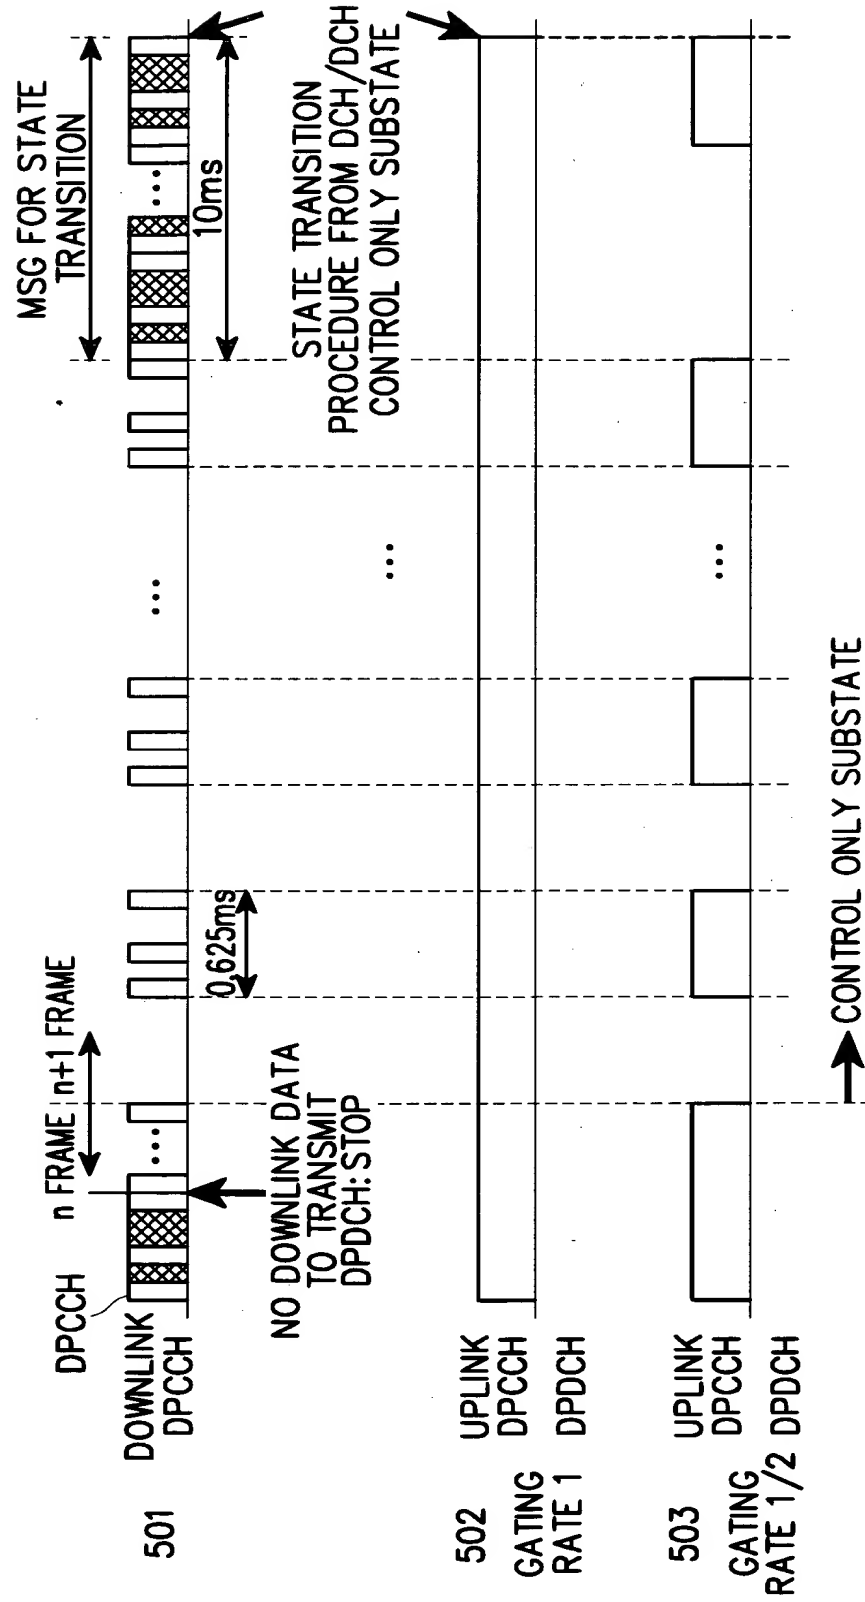 MSG FOR STATE
TRANSITION
10ms
STATE TRANSITION
PROCEDURE FROM DCH/DCH
CONTROL ONLY SUBSTATE
...
...
...
...
0.625ms
n FRAME n+1 FRAME
...
NO DOWNLINK DATA
TO TRANSMIT
DPDCH:STOP
DPCCH
DOWNLINK
DPCCH
501
UPLINK
DPCCH
DPDCH
502
GATING
RATE 1
UPLINK
DPCCH
DPDCH
503
GATING
RATE 1/2
CONTROL ONLY SUBSTATE